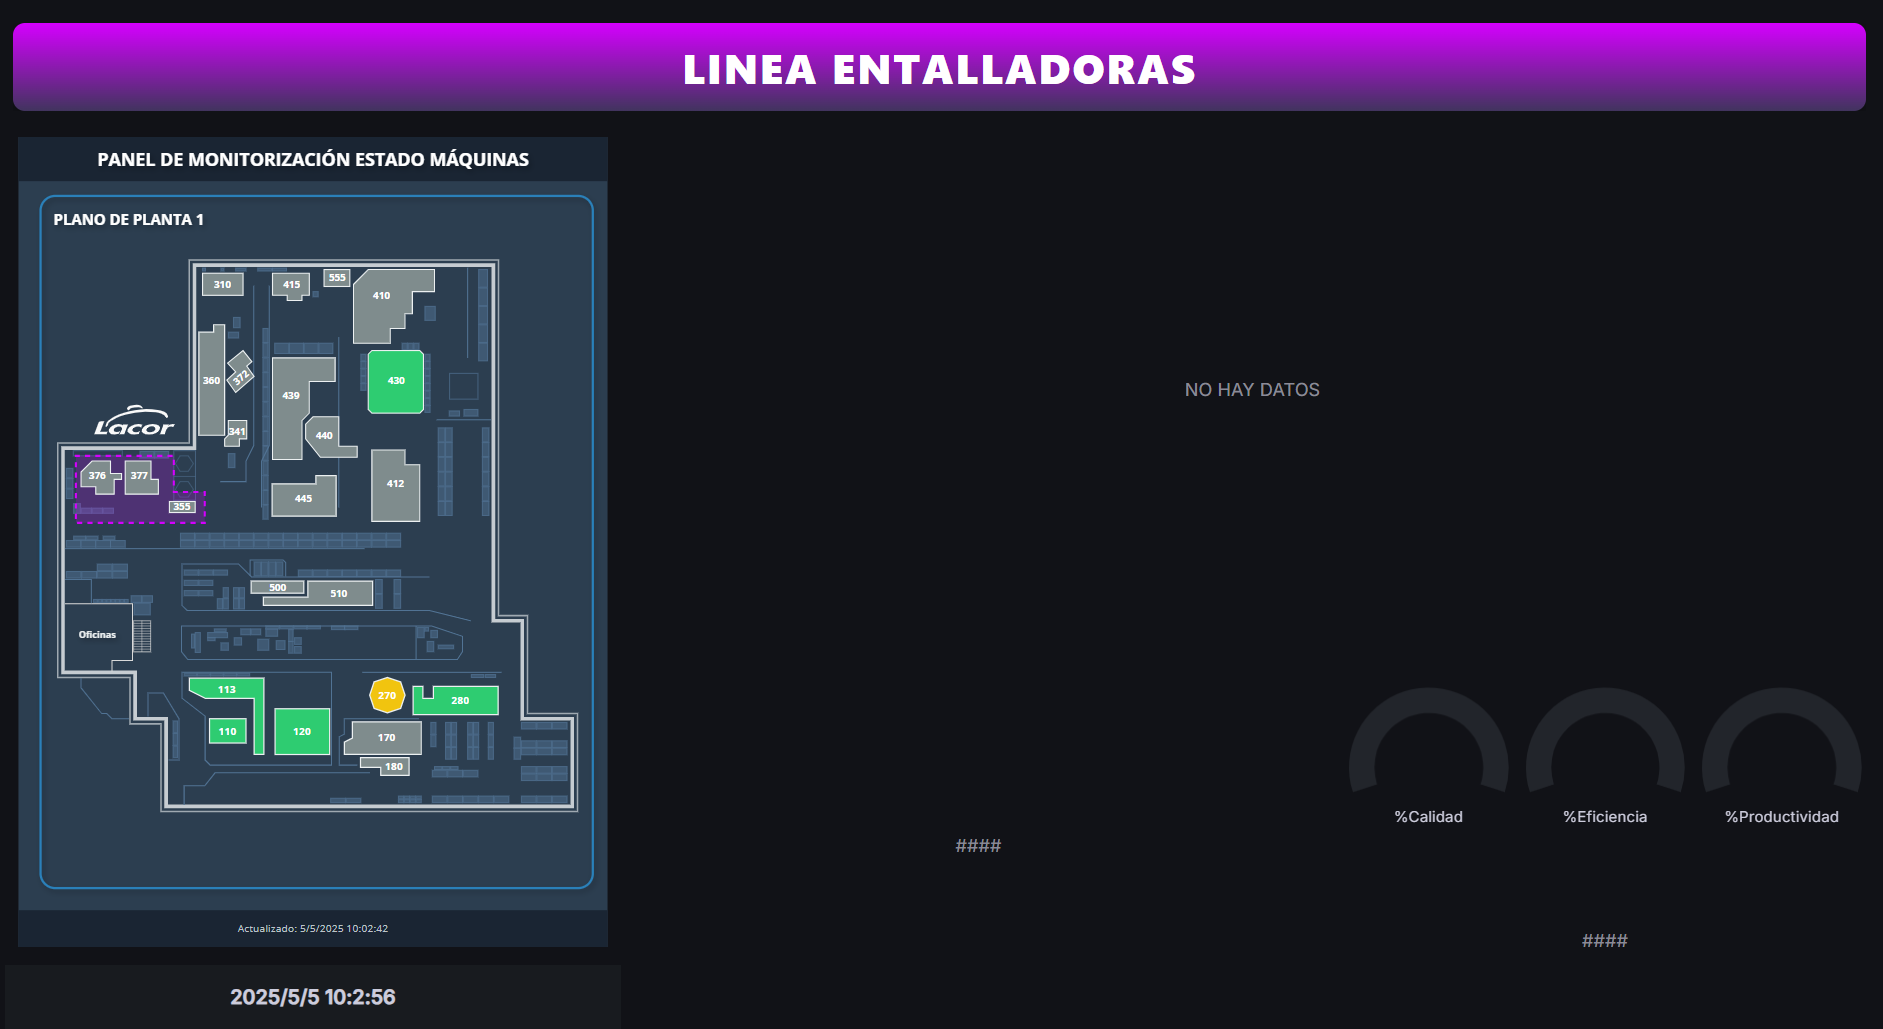 LINEA ENTALLADORAS
PANEL DE MONITORIZACIÓN ESTADO MÁQUINAS
PLANO DE PLANTA 1
310
415
555
410
360
372
439
430
341
440
Lacor
376
377
355
445
412
500
510
Oficinas
113
270
280
110
120
170
180
Actualizado: 5/5/2025 10:02:42
2025/5/5 10:2:56
NO HAY DATOS
%Calidad
%Eficiencia
%Productividad
####
####